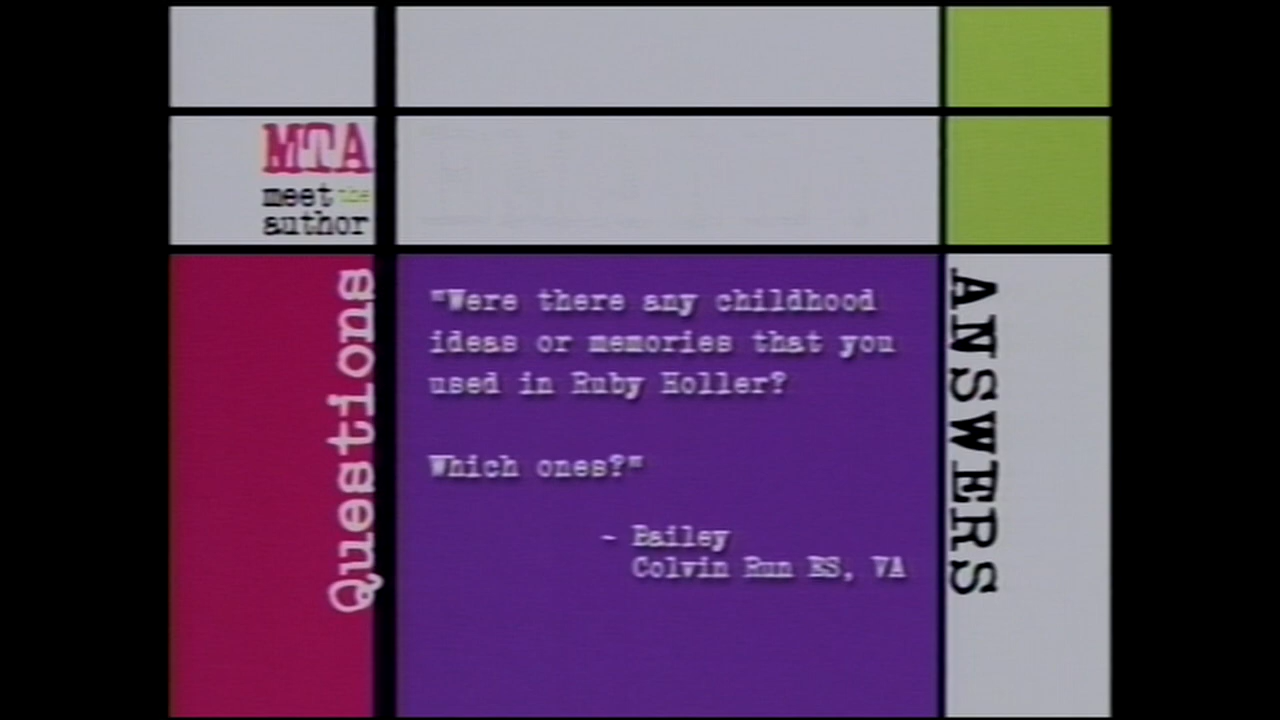 MTA
meet the
author
Questions
"Were there any childhood
ideas or memories that you
used in Ruby Holler?
Which ones?"
~ Bailey
Colvin Run ES, VA
ANSWERS